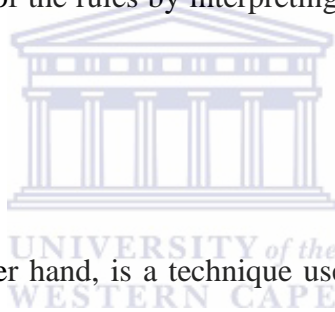 of the rules by interpreting
UNIVERSITY of the
er hand, is a technique use
WESTERN CAPE